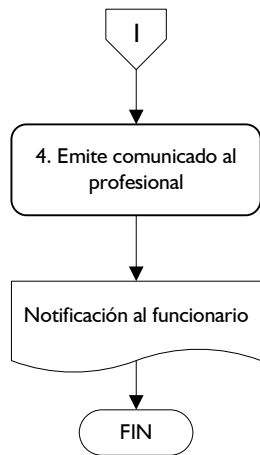 I
4. Emite comunicado al
profesional
Notificación al funcionario
FIN